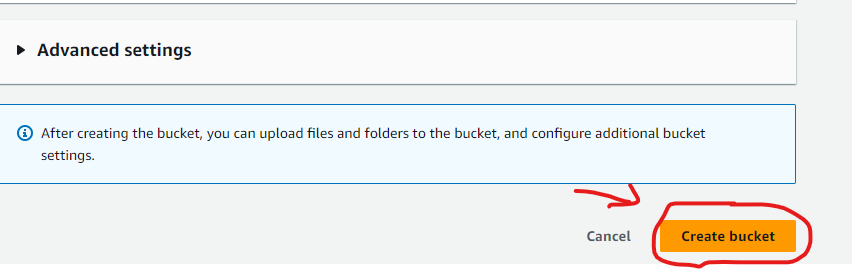 Advanced settings
After creating the bucket, you can upload files and folders to the bucket, and configure additional bucket
settings.
Cancel
Create bucket